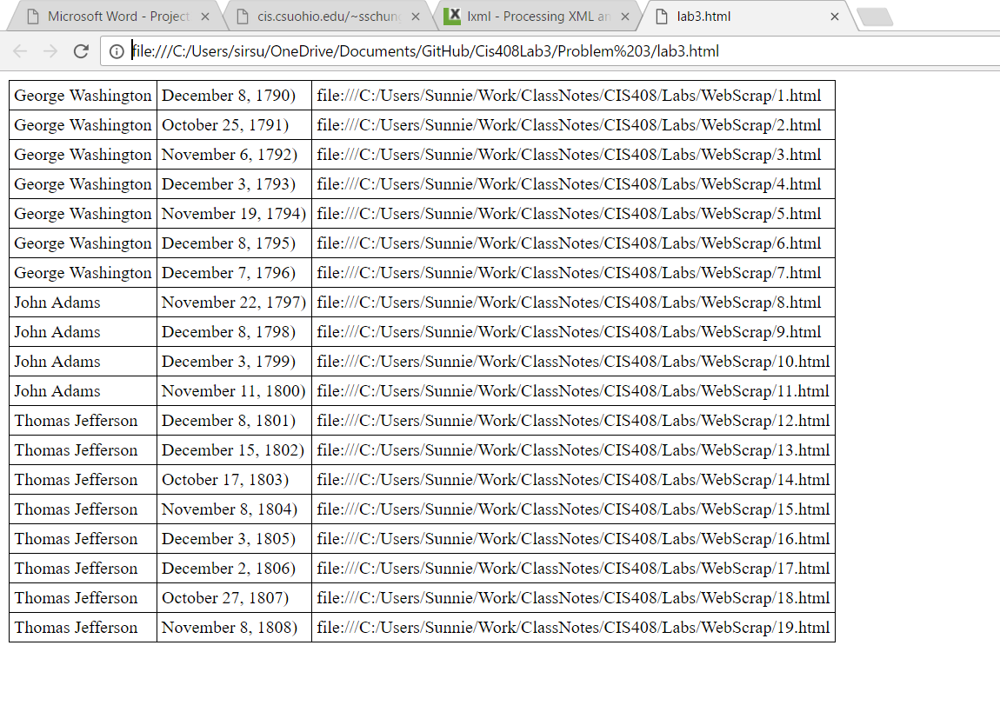 Microsoft Word - Project
cis.csuohio.edu/~sschun
lxml - Processing XML an
lab3.html
file:///C:/Users/sirsu/OneDrive/Documents/GitHub/Cis408Lab3/Problem%203/lab3.html
George Washington December 8, 1790) file:///C:/Users/Sunnie/Work/ClassNotes/CIS408/Labs/WebScrap/1.html
George Washington October 25, 1791) file:///C:/Users/Sunnie/Work/ClassNotes/CIS408/Labs/WebScrap/2.html
George Washington November 6, 1792) file:///C:/Users/Sunnie/Work/ClassNotes/CIS408/Labs/WebScrap/3.html
George Washington December 3, 1793) file:///C:/Users/Sunnie/Work/ClassNotes/CIS408/Labs/WebScrap/4.html
George Washington November 19, 1794) file:///C:/Users/Sunnie/Work/ClassNotes/CIS408/Labs/WebScrap/5.html
George Washington December 8, 1795) file:///C:/Users/Sunnie/Work/ClassNotes/CIS408/Labs/WebScrap/6.html
George Washington December 7, 1796) file:///C:/Users/Sunnie/Work/ClassNotes/CIS408/Labs/WebScrap/7.html
John Adams November 22, 1797) file:///C:/Users/Sunnie/Work/ClassNotes/CIS408/Labs/WebScrap/8.html
John Adams December 8, 1798) file:///C:/Users/Sunnie/Work/ClassNotes/CIS408/Labs/WebScrap/9.html
John Adams December 3, 1799) file:///C:/Users/Sunnie/Work/ClassNotes/CIS408/Labs/WebScrap/10.html
John Adams November 11, 1800) file:///C:/Users/Sunnie/Work/ClassNotes/CIS408/Labs/WebScrap/11.html
Thomas Jefferson December 8, 1801) file:///C:/Users/Sunnie/Work/ClassNotes/CIS408/Labs/WebScrap/12.html
Thomas Jefferson December 15, 1802) file:///C:/Users/Sunnie/Work/ClassNotes/CIS408/Labs/WebScrap/13.html
Thomas Jefferson October 17, 1803) file:///C:/Users/Sunnie/Work/ClassNotes/CIS408/Labs/WebScrap/14.html
Thomas Jefferson November 8, 1804) file:///C:/Users/Sunnie/Work/ClassNotes/CIS408/Labs/WebScrap/15.html
Thomas Jefferson December 3, 1805) file:///C:/Users/Sunnie/Work/ClassNotes/CIS408/Labs/WebScrap/16.html
Thomas Jefferson December 2, 1806) file:///C:/Users/Sunnie/Work/ClassNotes/CIS408/Labs/WebScrap/17.html
Thomas Jefferson October 27, 1807) file:///C:/Users/Sunnie/Work/ClassNotes/CIS408/Labs/WebScrap/18.html
Thomas Jefferson November 8, 1808) file:///C:/Users/Sunnie/Work/ClassNotes/CIS408/Labs/WebScrap/19.html